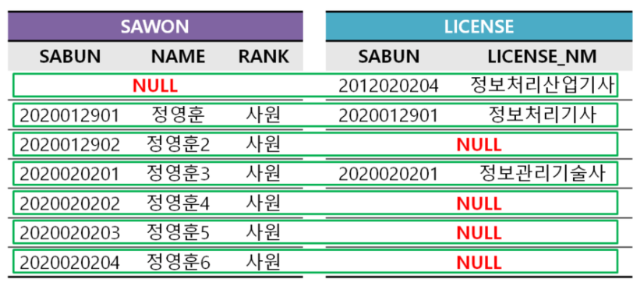 SAWON LICENSE
SABUN NAME RANK SABUN LICENSE_NM
NULL 2012020204 정보처리산업기사
2020012901 정영훈 사원 2020012901 정보처리기사
2020012902 정영훈2 사원 NULL
2020020201 정영훈3 사원 2020020201 정보관리기술사
2020020202 정영훈4 사원 NULL
2020020203 정영훈5 사원 NULL
2020020204 정영훈6 사원 NULL